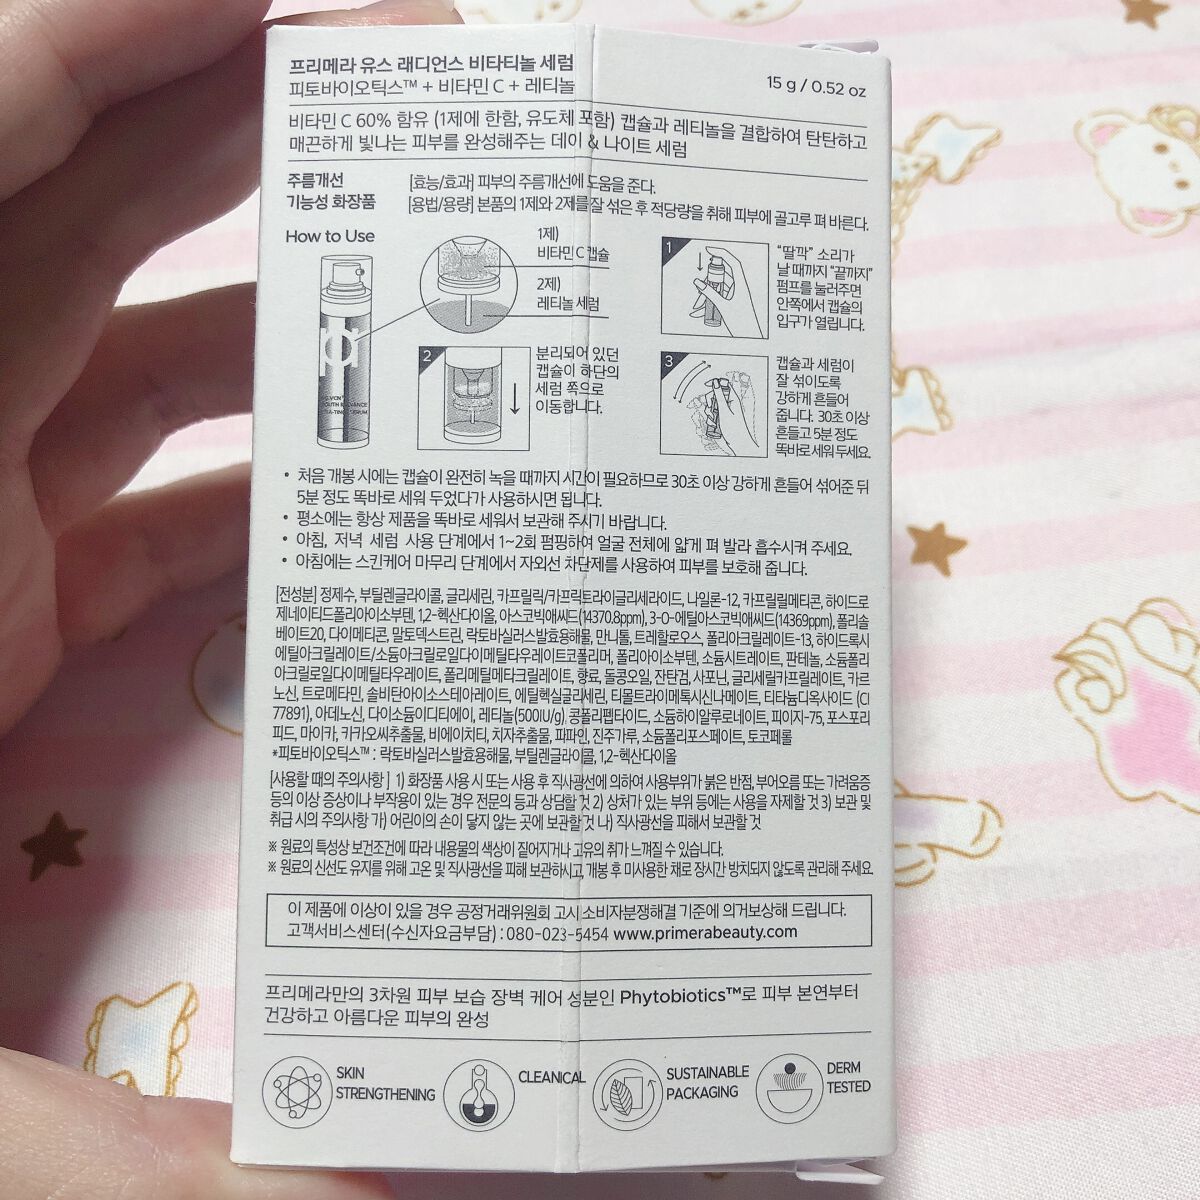 프리메라 유스 래디언스 비타티놀 세럼
피토바이오틱스™ + 비타민 C + 레티놀
15 g / 0.52 oz
비타민 C 60% 함유 (1제에 한함, 유도체 포함) 캡슐과 레티놀을 결합하여 탄탄하고
매끈하게 빛나는 피부를 완성해주는 데이 & 나이트 세럼
주름개선
기능성 화장품
[효능/효과] 피부의 주름개선에 도움을 준다.
[용법/용량] 본품의 1제와 2제를 잘 섞은 후 적당량을 취해 피부에 골고루 펴 바른다.
How to Use
1제)
비타민 C 캡슐
2제)
레티놀 세럼
1
"딸깍" 소리가
날 때까지 "끝까지"
펌프를 눌러주면
안쪽에서 캡슐의
입구가 열립니다.
2
분리되어 있던
캡슐이 하단의
세럼 쪽으로
이동합니다.
3
캡슐과 세럼이
잘 섞이도록
강하게 흔들어
줍니다. 30초 이상
흔들고 5분 정도
똑바로 세워 두세요.
• 처음 개봉 시에는 캡슐이 완전히 녹을 때까지 시간이 필요하므로 30초 이상 강하게 흔들어 섞어준 뒤
5분 정도 똑바로 세워 두었다가 사용하시면 됩니다.
• 평소에는 항상 제품을 똑바로 세워서 보관해 주시기 바랍니다.
• 아침, 저녁 세럼 사용 단계에서 1~2회 펌핑하여 얼굴 전체에 얇게 펴 발라 흡수시켜 주세요.
• 아침에는 스킨케어 마무리 단계에서 자외선 차단제를 사용하여 피부를 보호해 줍니다.
[전성분] 정제수, 부틸렌글라이콜, 글리세린, 카프릴릭/카프릭트라이글리세라이드, 나일론-12, 카프릴릴메티콘, 하이드로
제네이티드폴리아이소부텐, 1,2-헥산다이올, 아스코빅애씨드(14370.8ppm), 3-O-에틸아스코빅애씨드(14369ppm), 폴리솔
베이트20, 다이메티콘, 말토덱스트린, 락토바실러스발효용해물, 만니톨, 트레할로오스, 폴리아크릴레이트-13, 하이드록시
에틸아크릴레이트/소듐아크릴로일다이메틸타우레이트코폴리머, 폴리아이소부텐, 소듐시트레이트, 판테놀, 소듐폴리
아크릴로일다이메틸타우레이트, 폴리메틸메타크릴레이트, 향료, 돌콩오일, 잔탄검, 사포닌, 글리세릴카프릴레이트, 카르
노신, 트로메타민, 솔비탄아이소스테아레이트, 에틸헥실글리세린, 티몰트라이메톡시신나메이트, 티타늄디옥사이드 (CI
77891), 아데노신, 다이소듐이디티에이, 레티놀(500IU/g), 콩폴리펩타이드, 소듐하이알루로네이트, 피이지-75, 포스포리
피드, 마이카, 카카오씨추출물, 비에이치티, 치자추출물, 파파인, 진주가루, 소듐폴리포스페이트, 토코페롤
*피토바이오틱스™ : 락토바실러스발효용해물, 부틸렌글라이콜, 1,2-헥산다이올
[사용할 때의 주의사항] 1) 화장품 사용 시 또는 사용 후 직사광선에 의하여 사용부위가 붉은 반점, 부어오름 또는 가려움증
등의 이상 증상이나 부작용이 있는 경우 전문의 등과 상담할 것 2) 상처가 있는 부위 등에는 사용을 자제할 것 3) 보관 및
취급 시의 주의사항 가) 어린이의 손이 닿지 않는 곳에 보관할 것 나) 직사광선을 피해서 보관할 것
※ 원료의 특성상 보건조건에 따라 내용물의 색상이 짙어지거나 고유의 취가 느껴질 수 있습니다.
※ 원료의 신선도 유지를 위해 고온 및 직사광선을 피해 보관하시고, 개봉 후 미사용한 채로 장시간 방치되지 않도록 관리해 주세요.
이 제품에 이상이 있을 경우 공정거래위원회 고시 소비자분쟁해결 기준에 의거보상해 드립니다.
고객서비스센터(수신자요금부담) : 080-023-5454 www.primerabeauty.com
프리메라만의 3차원 피부 보습 장벽 케어 성분인 Phytobiotics™로 피부 본연부터
건강하고 아름다운 피부의 완성
SKIN
STRENGTHENING
CLEANICAL
SUSTAINABLE
PACKAGING
DERM
TESTED